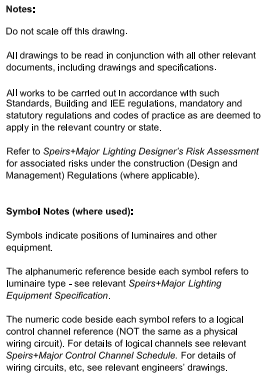 Notes:
Do not scale off this drawing.
All drawings to be read in conjunction with all other relevant
documents, including drawings and specifications.
All works to be carried out in accordance with such
Standards, Building and IEE regulations, mandatory and
statutory regulations and codes of practice as are deemed to
apply in the relevant country or state.
Refer to Speirs+Major Lighting Designer's Risk Assessment
for associated risks under the construction (Design and
Management) Regulations (where applicable).
Symbol Notes (where used):
Symbols indicate positions of luminaires and other
equipment.
The alphanumeric reference beside each symbol refers to
luminaire type - see relevant Speirs+Major Lighting
Equipment Specification.
The numeric code beside each symbol refers to a logical
control channel reference (NOT the same as a physical
wiring circuit). For details of logical channels see relevant
Speirs+Major Control Channel Schedule. For details of
wiring circuits, etc, see relevant engineers' drawings.